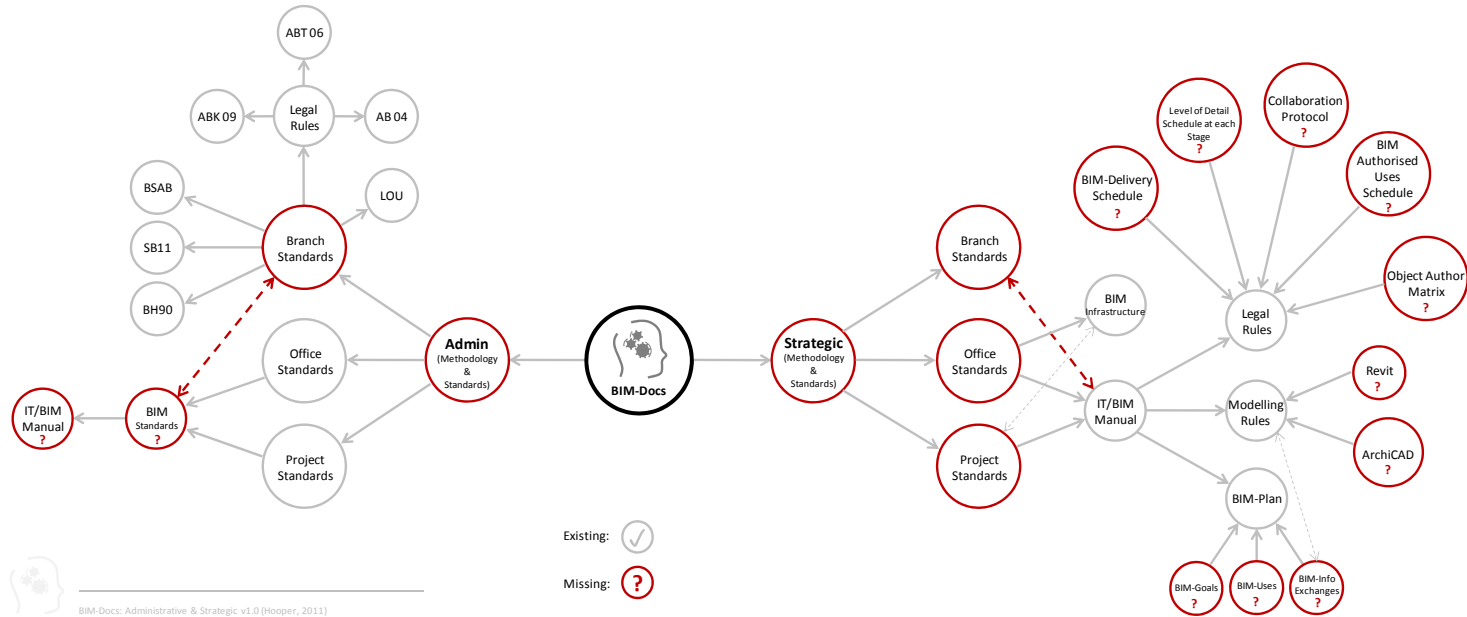 ABT 06
ABK 09
Legal
Rules
AB 04
BSAB
LOU
SB11
Branch
Standards
BH90
Office
Standards
Admin
(Methodology
&
Standards)
IT/BIM
Manual
?
BIM
Standards
?
Project
Standards
BIM-Docs
Strategic
(Methodology
&
Standards)
Branch
Standards
Office
Standards
Project
Standards
BIM
Infrastructure
IT/BIM
Manual
BIM-Delivery
Schedule
?
Level of Detail
Schedule at each
Stage
?
Collaboration
Protocol
?
BIM
Authorised
Uses
Schedule
?
Object Author
Matrix
?
Legal
Rules
Revit
?
Modelling
Rules
ArchiCAD
?
BIM-Plan
BIM-Goals
?
BIM-Uses
?
BIM-Info
Exchanges
?
Existing:
Missing:
?
BIM-Docs: Administrative & Strategic v1.0 (Hooper, 2011)